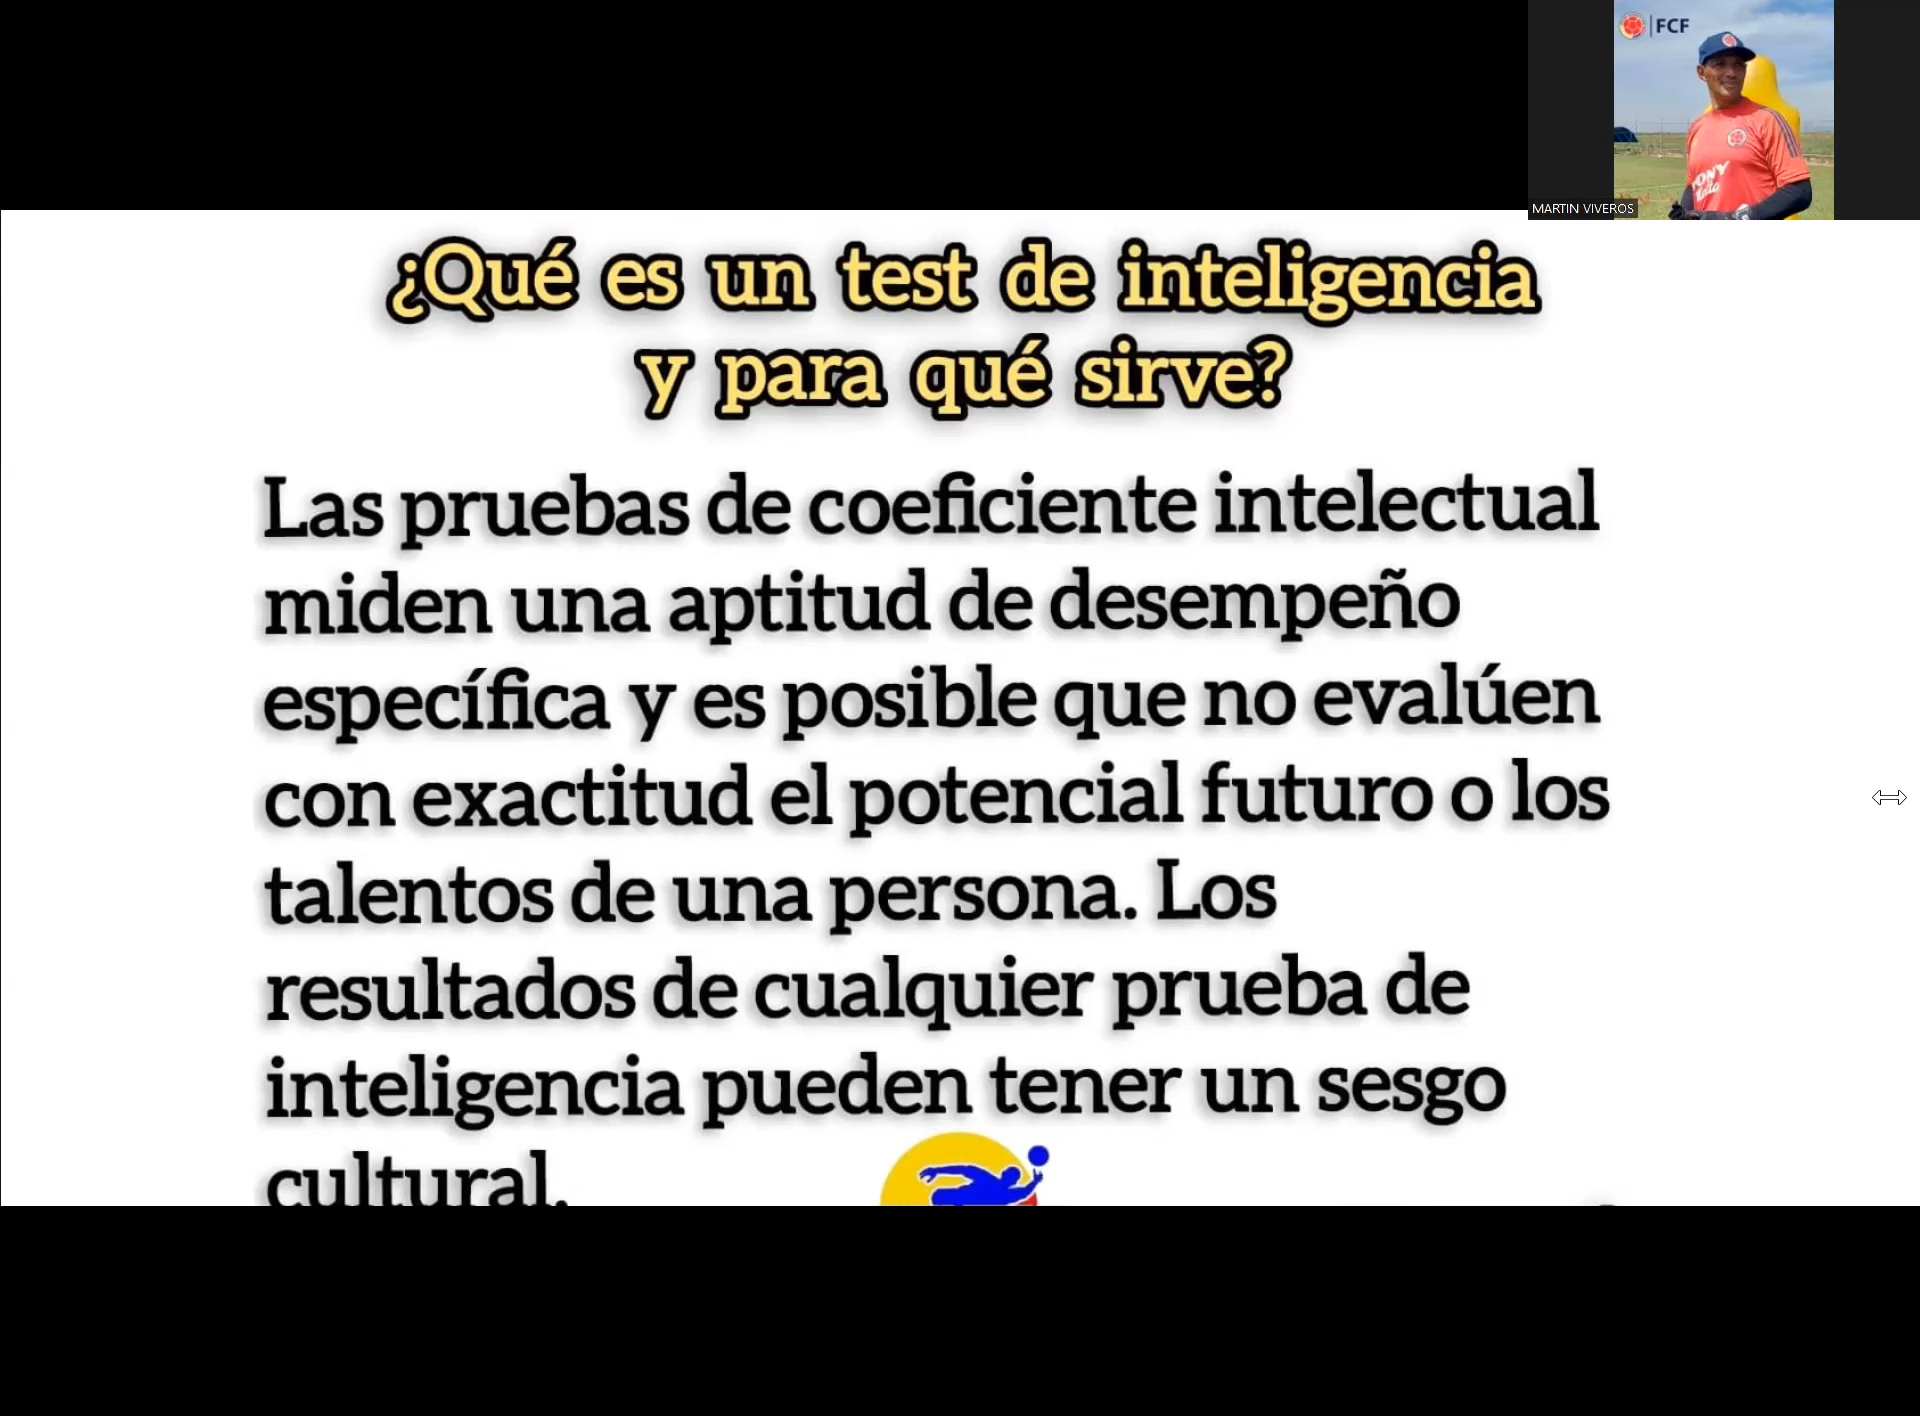 FCF
MARTIN VIVEROS
¿Qué es un test de inteligencia
y para qué sirve?
Las pruebas de coeficiente intelectual
miden una aptitud de desempeño
específica y es posible que no evalúen
con exactitud el potencial futuro o los
talentos de una persona. Los
resultados de cualquier prueba de
inteligencia pueden tener un sesgo
cultural.